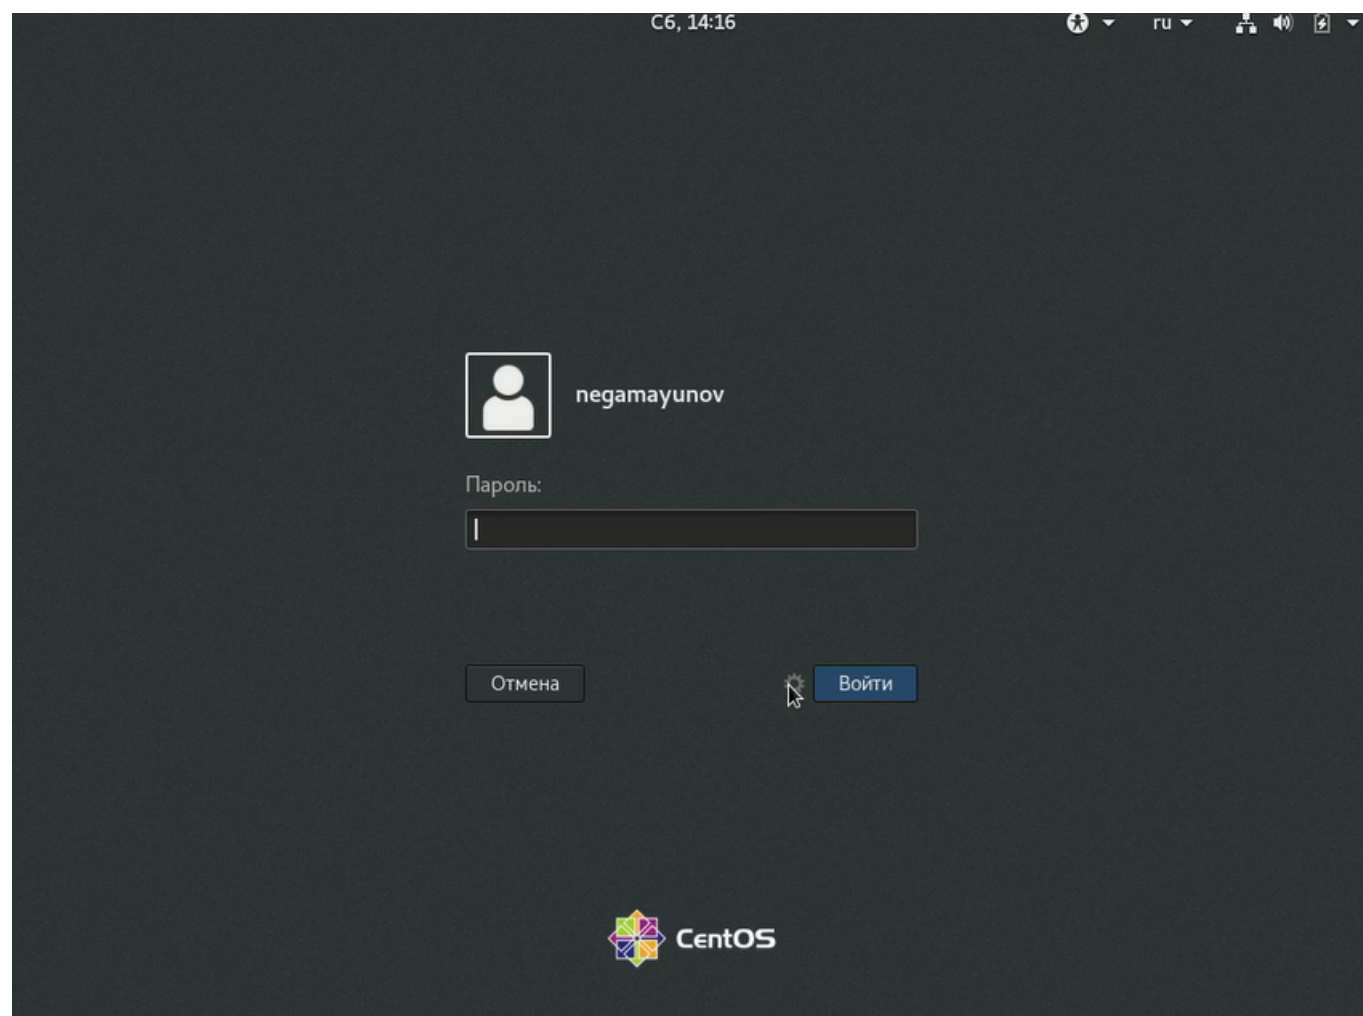 Сб, 14:16
ru
negamayunov
Пароль:
Отмена
Войти
CentOS